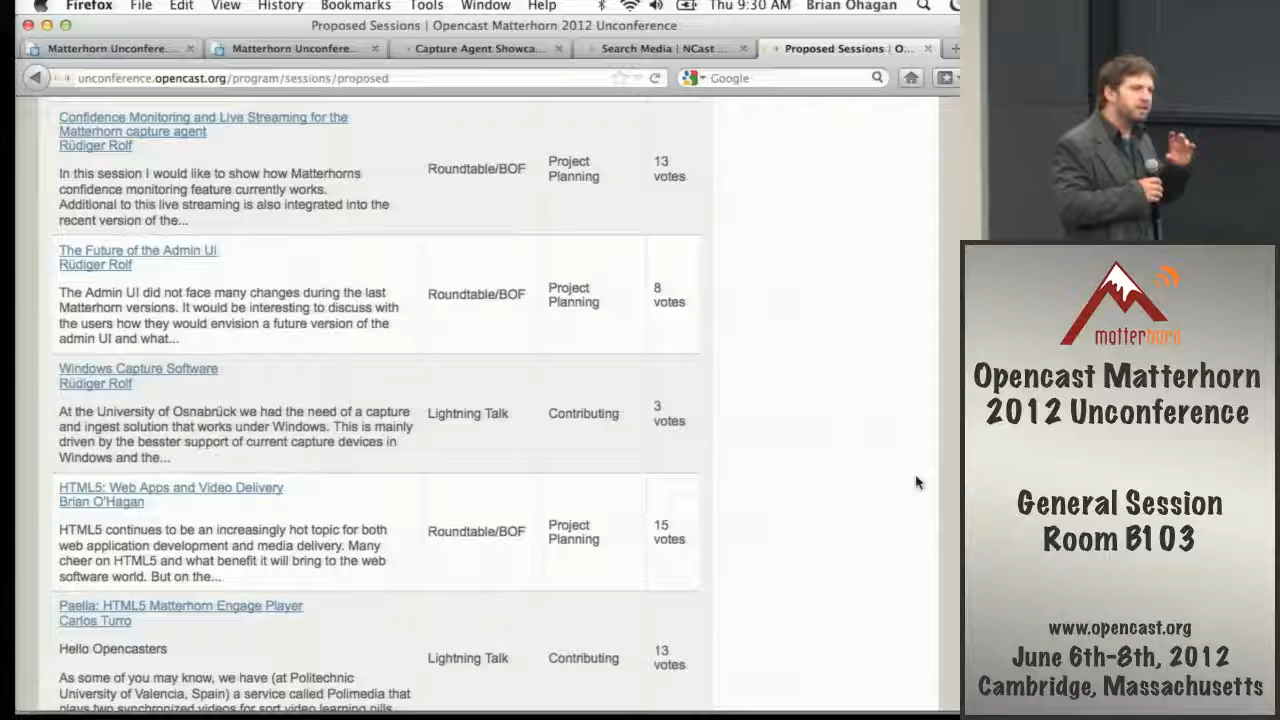 Firefox File Edit View History Bookmarks Tools Window Help Thu 9:30 AM Brian Ohagan
Proposed Sessions | Opencast Matterhorn 2012 Unconference
Matterhorn Unconfere... Matterhorn Unconfere... Capture Agent Showca... Search Media | NCast ... Proposed Sessions | O...
unconference.opencast.org/program/sessions/proposed
Google
Confidence Monitoring and Live Streaming for the
Matterhorn capture agent
Rüdiger Rolf
In this session I would like to show how Matterhorns
confidence monitoring feature currently works.
Additional to this live streaming is also integrated into the
recent version of the...
Roundtable/BOF
Project
Planning
13
votes
The Future of the Admin UI
Rüdiger Rolf
The Admin UI did not face many changes during the last
Matterhorn versions. It would be interesting to discuss with
the users how they would envision a future version of the
admin UI and what...
Roundtable/BOF
Project
Planning
8
votes
Windows Capture Software
Rüdiger Rolf
At the University of Osnabrück we had the need of a capture
and ingest solution that works under Windows. This is mainly
driven by the besster support of current capture devices in
Windows and the...
Lightning Talk
Contributing
3
votes
HTML5: Web Apps and Video Delivery
Brian O'Hagan
HTML5 continues to be an increasingly hot topic for both
web application development and media delivery. Many
cheer on HTML5 and what benefit it will bring to the web
software world. But on the...
Roundtable/BOF
Project
Planning
15
votes
Paella: HTML5 Matterhorn Engage Player
Carlos Turro
Hello Opencasters
As some of you may know, we have (at Politechnic
University of Valencia, Spain) a service called Polimedia that
plays two synchronized videos for sort video learning pills.
Lightning Talk
Contributing
13
votes
matterhorn
Opencast Matterhorn
2012 Unconference
General Session
Room B103
www.opencast.org
June 6th-8th, 2012
Cambridge, Massachusetts